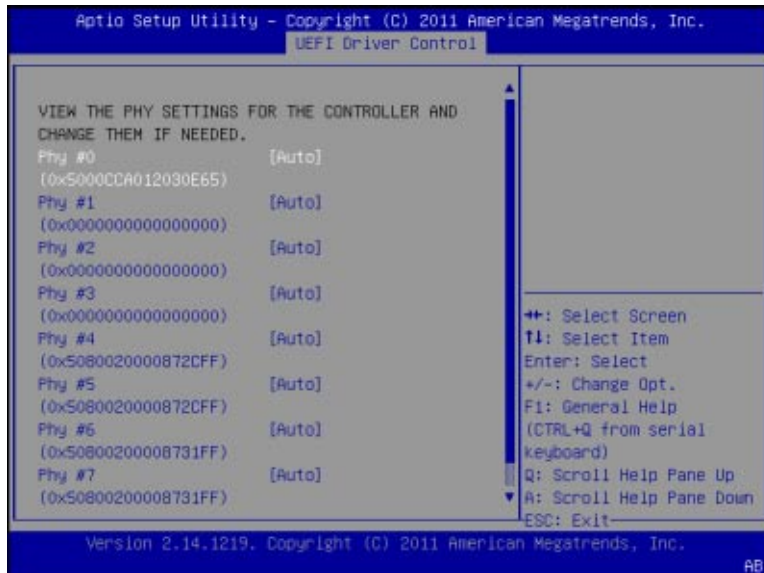 Aptio Setup Utility – Copyright (C) 2011 American Megatrends, Inc.
UEFI Driver Control
VIEW THE PHY SETTINGS FOR THE CONTROLLER AND
CHANGE THEM IF NEEDED.
Phy #0 [Auto]
(0x5000CCA012030E65)
Phy #1 [Auto]
(0x0000000000000000)
Phy #2 [Auto]
(0x0000000000000000)
Phy #3 [Auto]
(0x0000000000000000)
Phy #4 [Auto]
(0x5080020000872CFF)
Phy #5 [Auto]
(0x5080020000872CFF)
Phy #6 [Auto]
(0x50800200008731FF)
Phy #7 [Auto]
(0x50800200008731FF)
→←: Select Screen
↑↓: Select Item
Enter: Select
+/-: Change Opt.
F1: General Help
(CTRL+Q from serial
keyboard)
Q: Scroll Help Pane Up
A: Scroll Help Pane Down
ESC: Exit
Version 2.14.1219. Copyright (C) 2011 American Megatrends, Inc.
AB